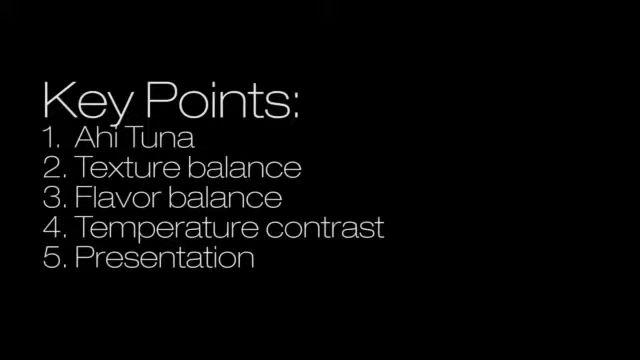 Key Points:
1. Ahi Tuna
2. Texture balance
3. Flavor balance
4. Temperature contrast
5. Presentation